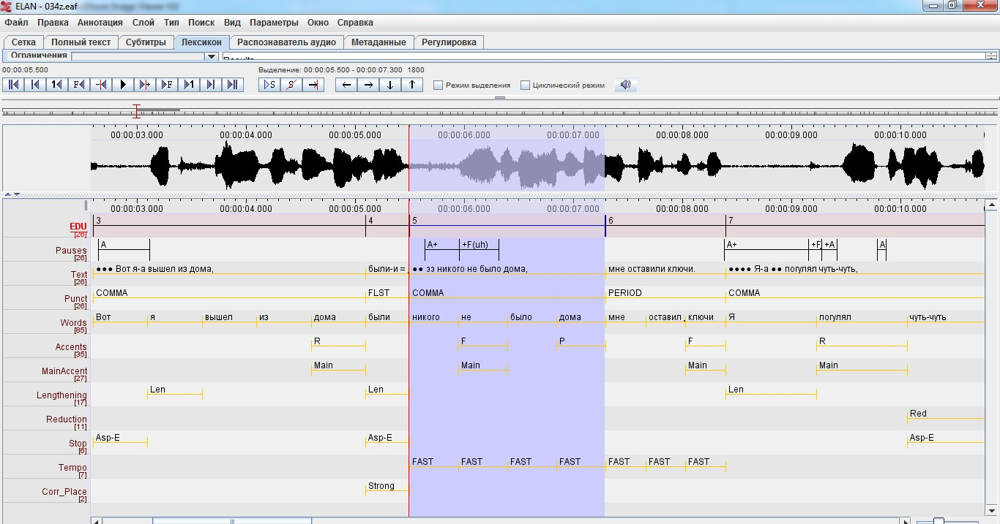 ELAN - 034z.eaf
Файл Правка Аннотация Слой Тип Поиск Вид Параметры Окно Справка
Сетка Полный текст Субтитры Лексикон Распознаватель аудио Метаданные Регулировка
Ограничения Results
00:00:05.500 Выделение: 00:00:05.500 - 00:00:07.300 1800
1 F F 1 S S Режим выделения Циклический режим
00:00:03.000 00:00:04.000 00:00:05.000 00:00:06.000 00:00:07.000 00:00:08.000 00:00:09.000 00:00:10.000
00:00:03.000 00:00:04.000 00:00:05.000 00:00:06.000 00:00:07.000 00:00:08.000 00:00:09.000 00:00:10.000
EDU 3 4 5 6 7
[26]
Pauses A A+ +F(uh) A+ +F +A A
[26]
Text ●●● Вот я-а вышел из дома, были-и = ●● ээ никого не было дома, мне оставили ключи. ●●●● Я-а ●● погулял чуть-чуть,
[26]
Punct COMMA FLST COMMA PERIOD COMMA
[26]
Words Вот я вышел из дома были никого не было дома мне оставил ключи Я погулял чуть-чуть
[85]
Accents R F P F R
[35]
MainAccent Main Main Main Main
[27]
Lengthening Len Len Len
[17]
Reduction Red
[11]
Stop Asp-E Asp-E Asp-E
[6]
Tempo FAST FAST FAST FAST FAST FAST FAST
[7]
Corr_Place Strong
[2]